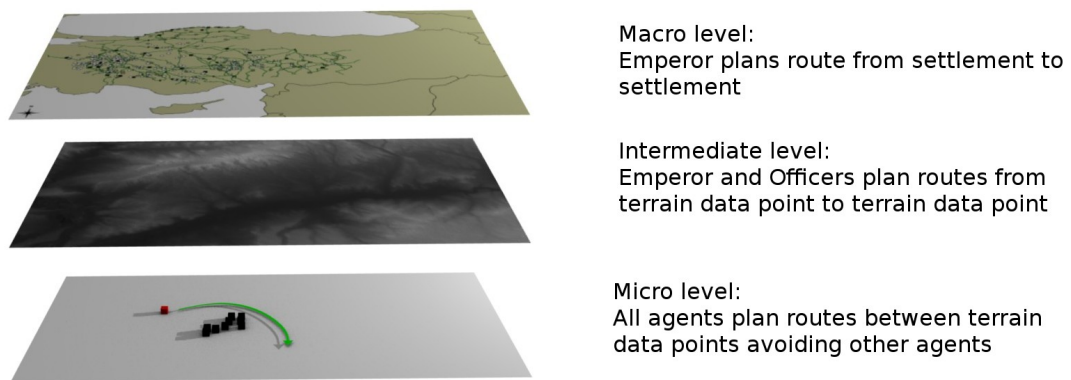 Macro level:
Emperor plans route from settlement to
settlement
Intermediate level:
Emperor and Officers plan routes from
terrain data point to terrain data point
Micro level:
All agents plan routes between terrain
data points avoiding other agents